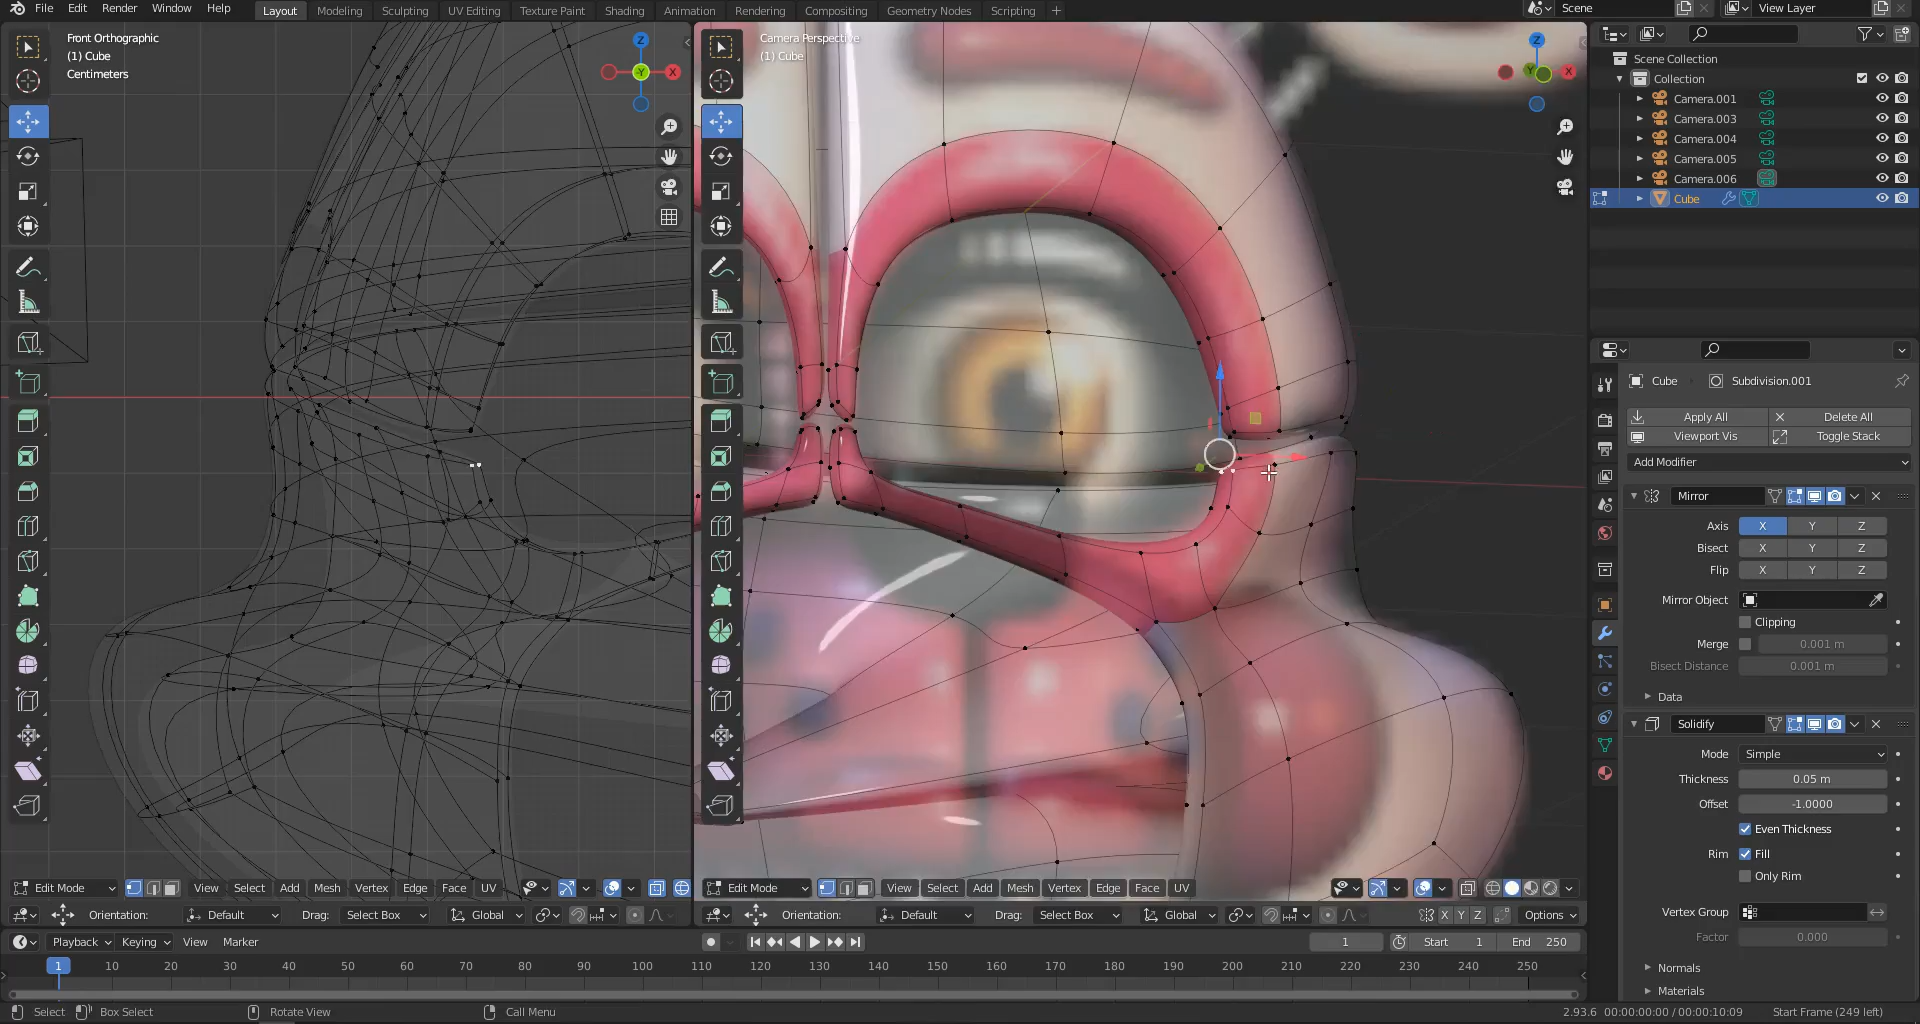 File Edit Render Window Help Layout Modeling Sculpting UV Editing Texture Paint Shading Animation Rendering Compositing Geometry Nodes Scripting + Scene View Layer
Front Orthographic
(1) Cube
Centimeters
Z
Y
X
Camera Perspective
(1) Cube
Z
Y
X
Scene Collection
Collection
Camera.001
Camera.003
Camera.004
Camera.005
Camera.006
Cube
Cube
Subdivision.001
Apply All
Delete All
Viewport Vis
Toggle Stack
Add Modifier
Mirror
Axis X Y Z
Bisect X Y Z
Flip X Y Z
Mirror Object
Clipping
Merge 0.001 m
Bisect Distance 0.001 m
Data
Solidify
Mode Simple
Thickness 0.05 m
Offset -1.0000
Even Thickness
Rim Fill
Only Rim
Vertex Group
Factor 0.000
Normals
Materials
Edit Mode View Select Add Mesh Vertex Edge Face UV
Orientation: Default Drag: Select Box Global
Edit Mode View Select Add Mesh Vertex Edge Face UV
Orientation: Default Drag: Select Box Global X Y Z Options
Playback Keying View Marker 1 Start 1 End 250
1 10 20 30 40 50 60 70 80 90 100 110 120 130 140 150 160 170 180 190 200 210 220 230 240 250
Select Box Select Rotate View Call Menu 2.93.6 00:00:00:00 / 00:00:10:09 Start Frame (249 left)